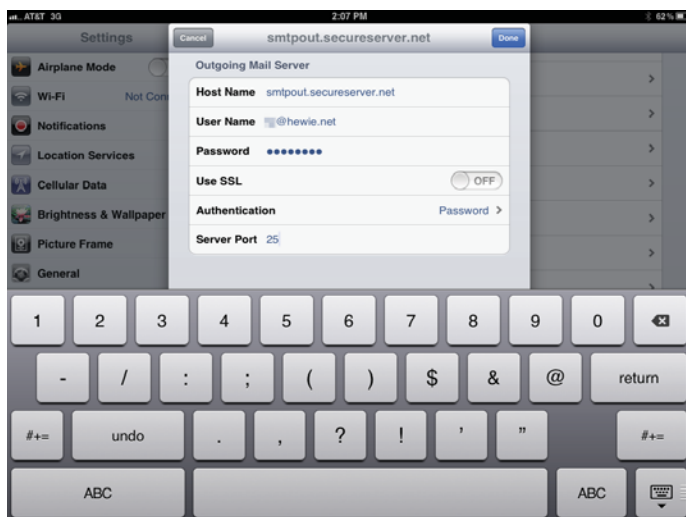 AT&T 3G 2:07 PM 62%
Settings
Cancel smtpout.secureserver.net Done
Airplane Mode
Wi-Fi Not Con
Notifications
Location Services
Cellular Data
Brightness & Wallpaper
Picture Frame
General
Outgoing Mail Server
Host Name smtpout.secureserver.net
User Name @hewie.net
Password ●●●●●●●●
Use SSL OFF
Authentication Password >
Server Port 25
1 2 3 4 5 6 7 8 9 0
- / : ; ( ) $ & @ return
#+= undo . , ? ! ' " #+=
ABC ABC